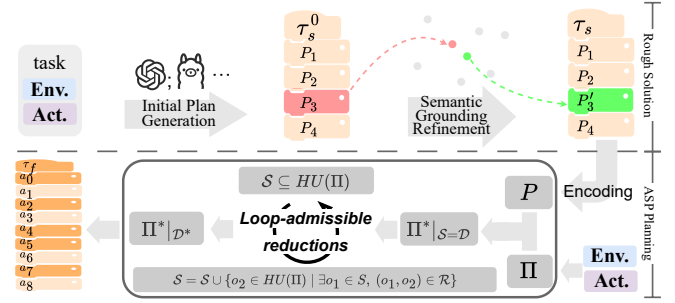 task
Env.
Act.
; ...
Initial Plan
Generation
τ_s^0
P_1
P_2
P_3
P_4
Semantic
Grounding
Refinement
τ_s
P_1
P_2
P_3'
P_4
Rough Solution
τ_f
a_0
a_1
a_2
a_3
a_4
a_5
a_6
a_7
a_8
𝒮 ⊆ HU(Π)
Π*|_{𝒟*}
Loop-admissible
reductions
Π*|_{𝒮=𝒟}
𝒮 = 𝒮 ∪ {o_2 ∈ HU(Π) | ∃o_1 ∈ S, (o_1, o_2) ∈ ℛ}
P
Π
Encoding
Env.
Act.
ASP Planning